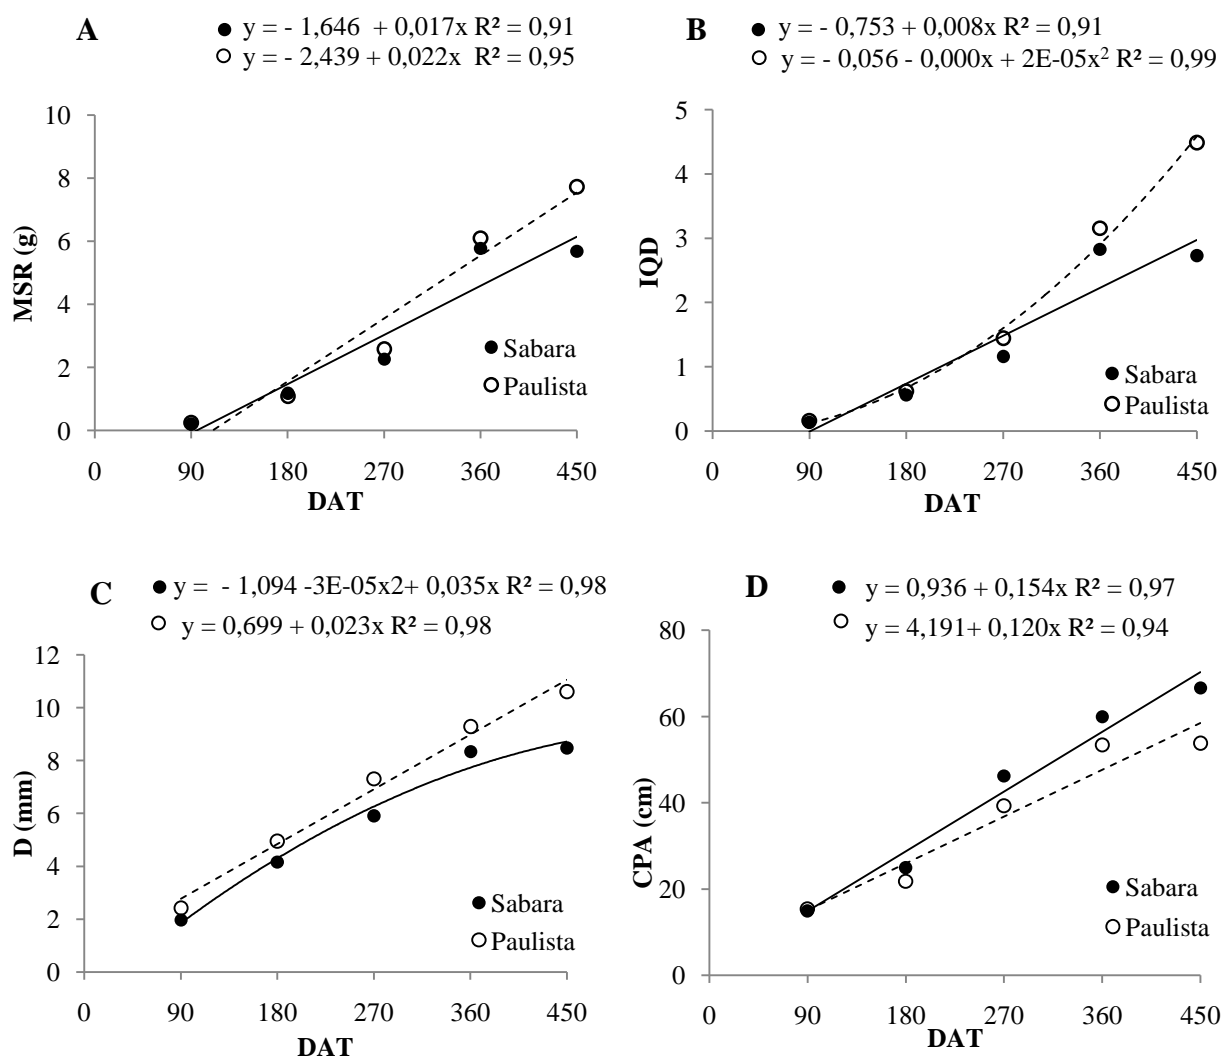 A
y = - 1,646 + 0,017x R² = 0,91
y = - 2,439 + 0,022x R² = 0,95
10
8
6
4
2
0
MSR (g)
Sabara
Paulista
0 90 180 270 360 450
DAT
B
y = - 0,753 + 0,008x R² = 0,91
y = - 0,056 - 0,000x + 2E-05x² R² = 0,99
5
4
3
2
1
0
IQD
Sabara
Paulista
0 90 180 270 360 450
DAT
C
y = - 1,094 -3E-05x2+ 0,035x R² = 0,98
y = 0,699 + 0,023x R² = 0,98
12
10
8
6
4
2
0
D (mm)
Sabara
Paulista
0 90 180 270 360 450
DAT
D
y = 0,936 + 0,154x R² = 0,97
y = 4,191+ 0,120x R² = 0,94
80
60
40
20
0
CPA (cm)
Sabara
Paulista
0 90 180 270 360 450
DAT